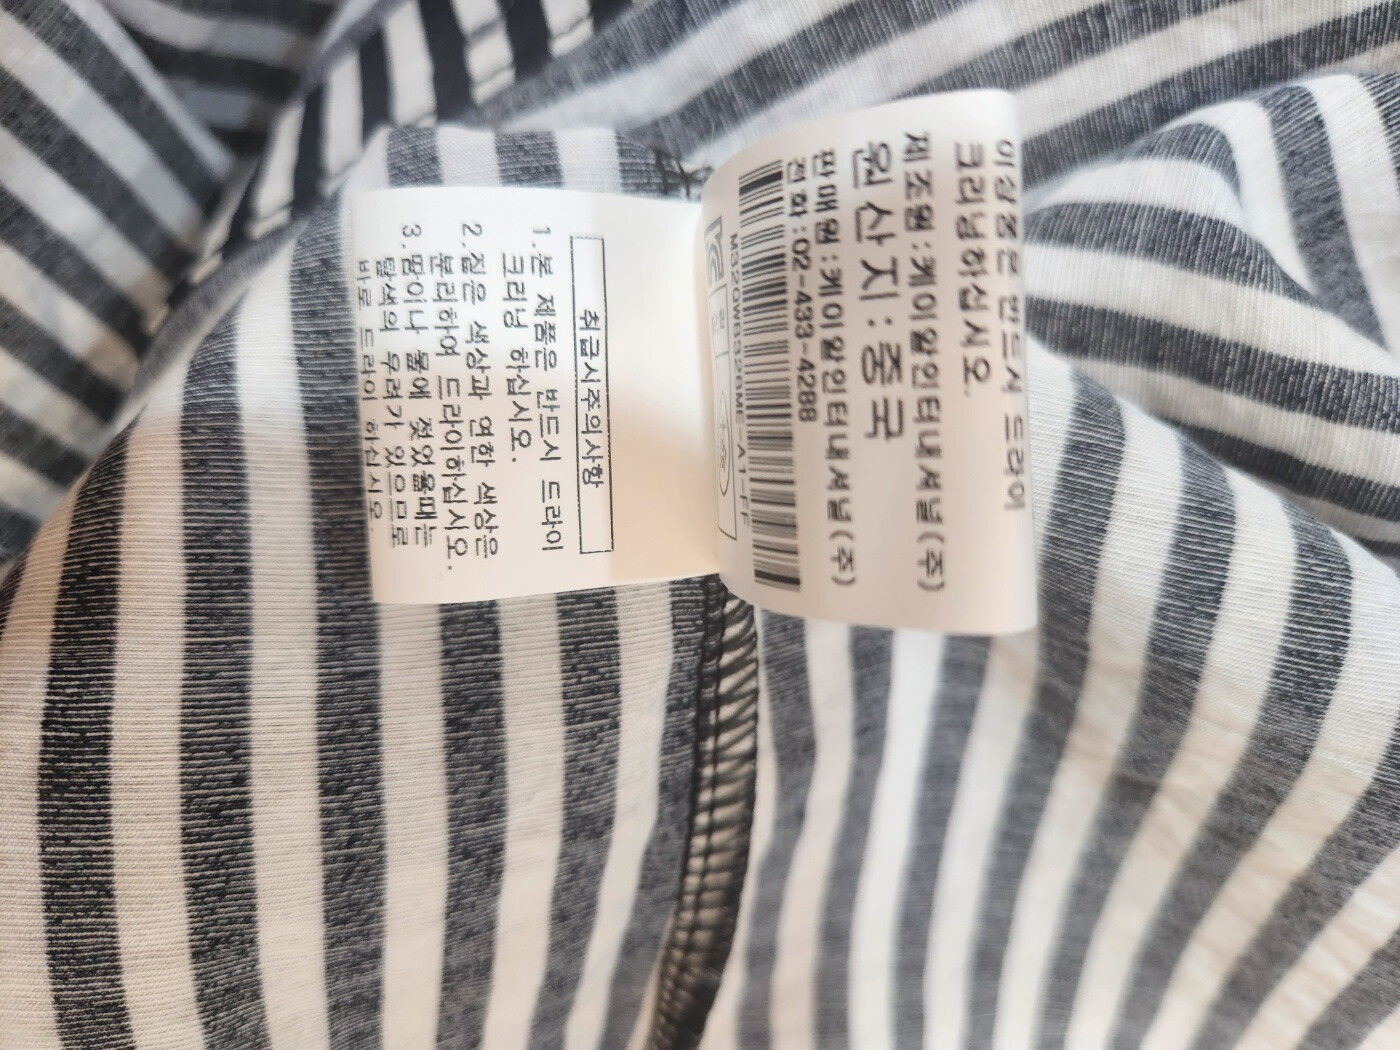 이상품은 반드시 드라이
크리닝하십시오.
제조원:케이알인터내셔널(주)
원산지:중국
판매원:케이알인터내셔널(주)
전화:02-433-4288
M320WB328ME-A1-FF
취급시주의사항
1.본 제품은 반드시 드라이
크리닝 하십시오.
2.짙은 색상과 연한 색상은
분리하여 드라이하십시오.
3.땀이나 물에 젖었을때는
탈색의 우려가 있으므로
바로 드라이 하십시오